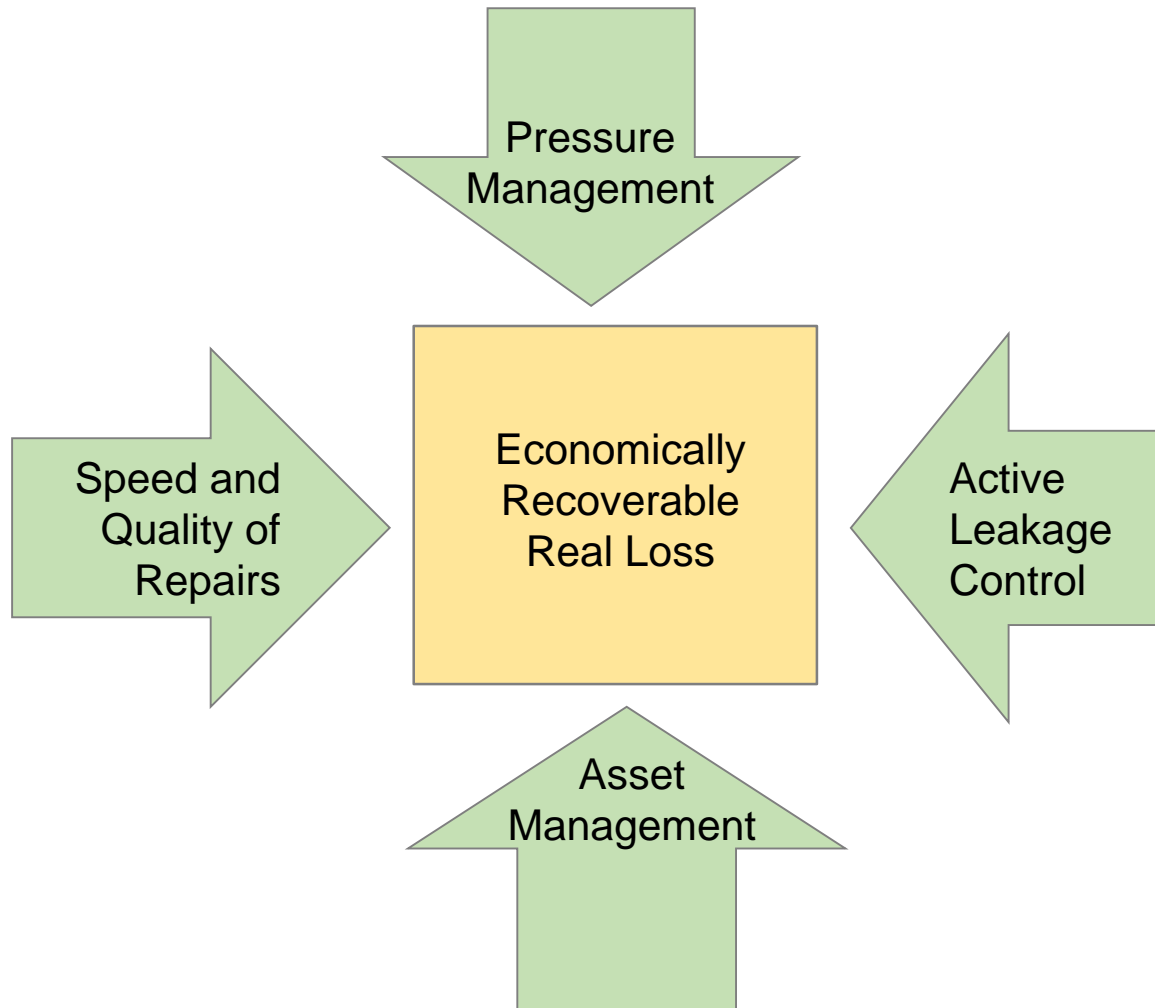 Pressure
Management
Speed and
Quality of
Repairs
Economically
Recoverable
Real Loss
Active
Leakage
Control
Asset
Management